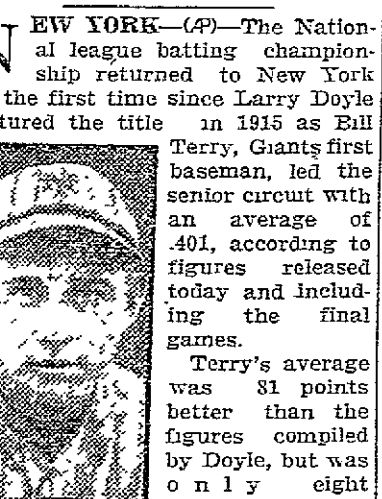 NEW YORK—(AP)—The Nation-
al league batting champion-
ship returned to New York
the first time since Larry Doyle
tured the title in 1915 as Bill
Terry, Giants first
baseman, led the
senior circuit with
an average of
.401, according to
figures released
today and includ-
ing the final
games.
Terry's average
was 81 points
better than the
figures compiled
by Doyle, but was
only eight